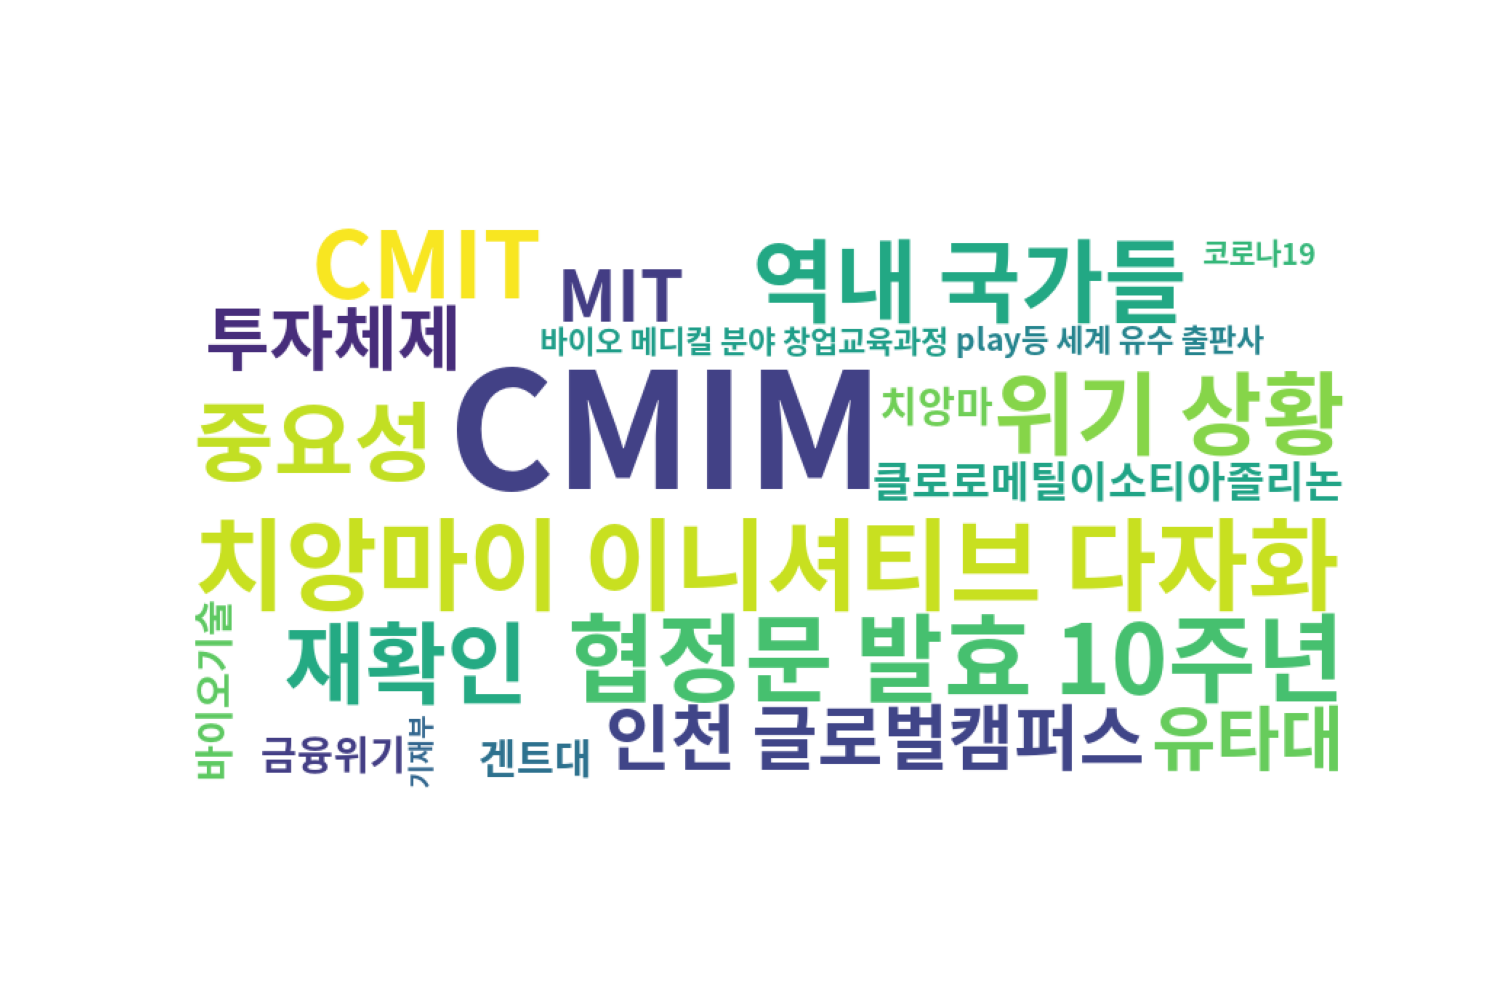 CMIT
MIT
역내 국가들
코로나19
투자체제
바이오 메디컬 분야 창업교육과정
play등 세계 유수 출판사
CMIM
치앙마
위기 상황
중요성
클로로메틸이소티아졸리논
치앙마이 이니셔티브 다자화
바이오기술
재확인
협정문 발효 10주년
금융위기
기재부
겐트대
인천 글로벌캠퍼스
유타대